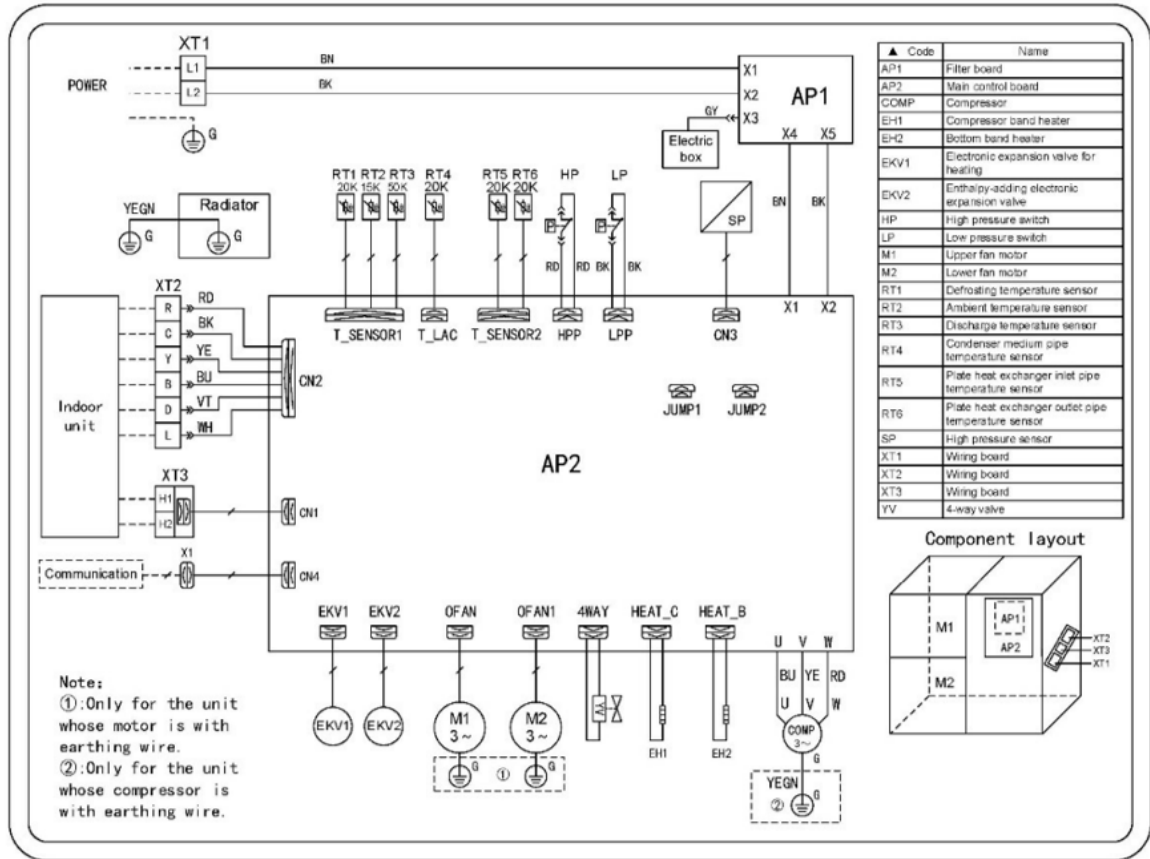 XT1
POWER
L1
L2
BN
BK
G
X1
X2
X3
AP1
X4
X5
GY
Electric
box
BN
BK
RT1
20K
RT2
15K
RT3
50K
RT4
20K
RT5
20K
RT6
20K
HP
LP
P
P
SP
RD
RD
BK
BK
YEGN
G
Radiator
G
XT2
R
C
Y
B
D
L
RD
BK
YE
BU
VT
WH
CN2
Indoor
unit
XT3
H1
H2
CN1
Communication
X1
CN4
T_SENSOR1
T_LAC
T_SENSOR2
HPP
LPP
CN3
X1
X2
JUMP1
JUMP2
AP2
EKV1
EKV2
OFAN
OFAN1
4WAY
HEAT_C
HEAT_B
U
V
W
BU
YE
RD
U
V
W
EKV1
EKV2
M1
3~
M2
3~
YV
EH1
EH2
COMP
3~
G
G
①
G
YEGN
②
G
Note:
①:Only for the unit
whose motor is with
earthing wire.
②:Only for the unit
whose compressor is
with earthing wire.
▲ Code Name
AP1 Filter board
AP2 Main control board
COMP Compressor
EH1 Compressor band heater
EH2 Bottom band heater
EKV1 Electronic expansion valve for
heating
EKV2 Enthalpy-adding electronic
expansion valve
HP High pressure switch
LP Low pressure switch
M1 Upper fan motor
M2 Lower fan motor
RT1 Defrosting temperature sensor
RT2 Ambient temperature sensor
RT3 Discharge temperature sensor
RT4 Condenser medium pipe
temperature sensor
RT5 Plate heat exchanger inlet pipe
temperature sensor
RT6 Plate heat exchanger outlet pipe
temperature sensor
SP High pressure sensor
XT1 Wiring board
XT2 Wiring board
XT3 Wiring board
YV 4-way valve
Component layout
M1
M2
AP1
AP2
XT2
XT3
XT1